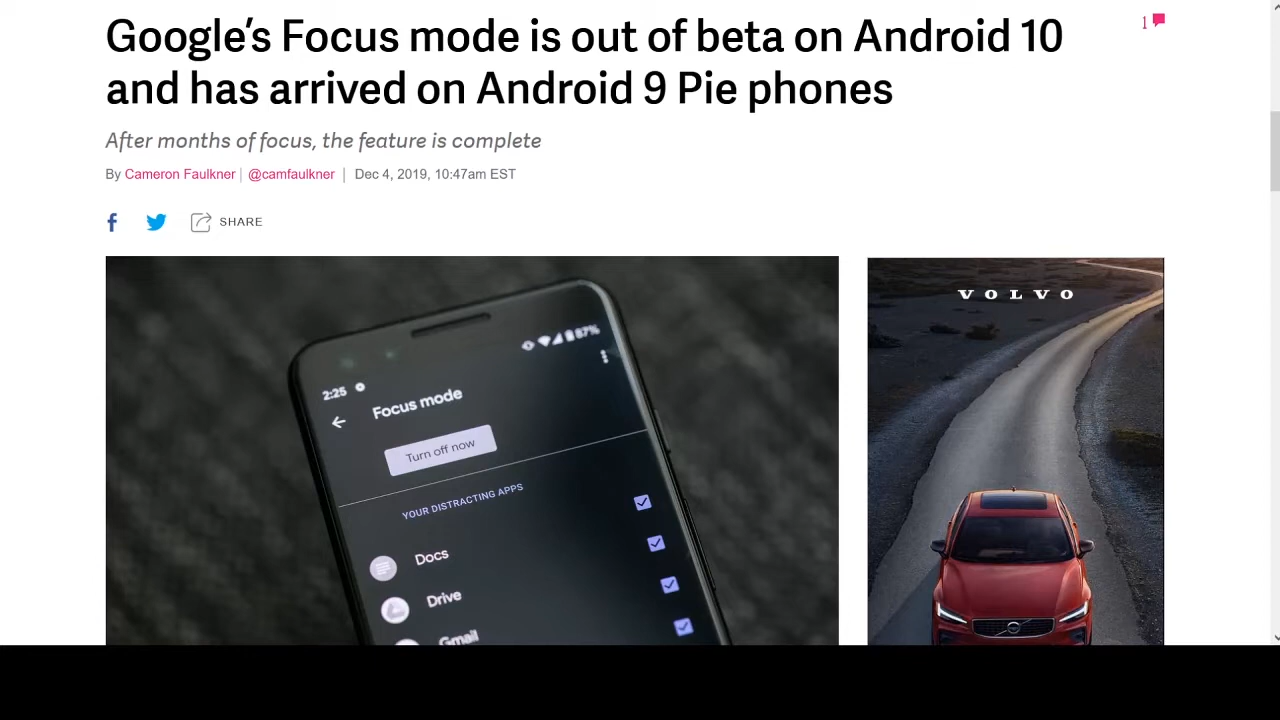 Google's Focus mode is out of beta on Android 10
1
and has arrived on Android 9 Pie phones
After months of focus, the feature is complete
By Cameron Faulkner | @camfaulkner | Dec 4, 2019, 10:47am EST
SHARE
VOLVO
87%
2:25
Focus mode
Turn off now
YOUR DISTRACTING APPS
Docs
Drive
Gmail